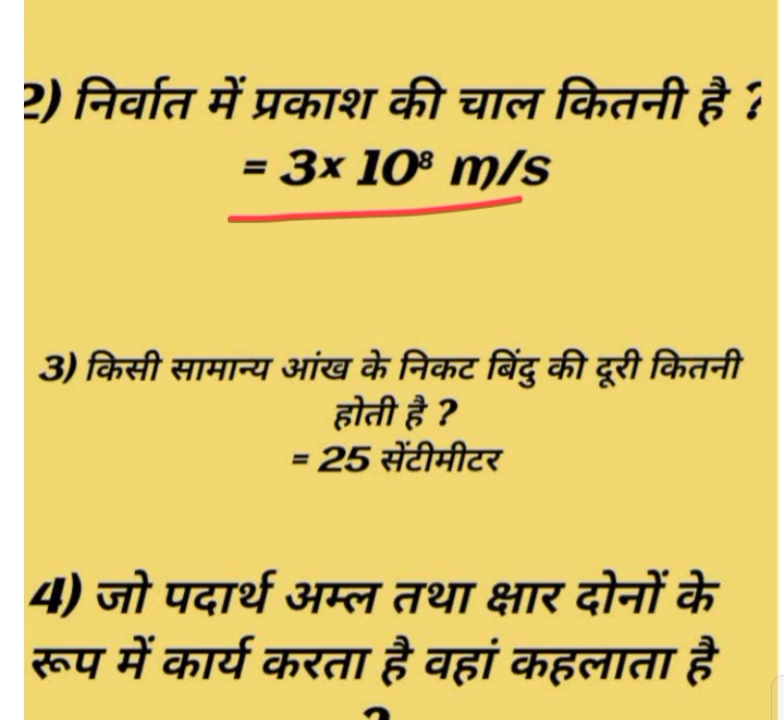 2) निर्वात में प्रकाश की चाल कितनी है ?
= 3x 10⁸ m/s
3) किसी सामान्य आंख के निकट बिंदु की दूरी कितनी
होती है ?
= 25 सेंटीमीटर
4) जो पदार्थ अम्ल तथा क्षार दोनों के
रूप में कार्य करता है वहां कहलाता है
?